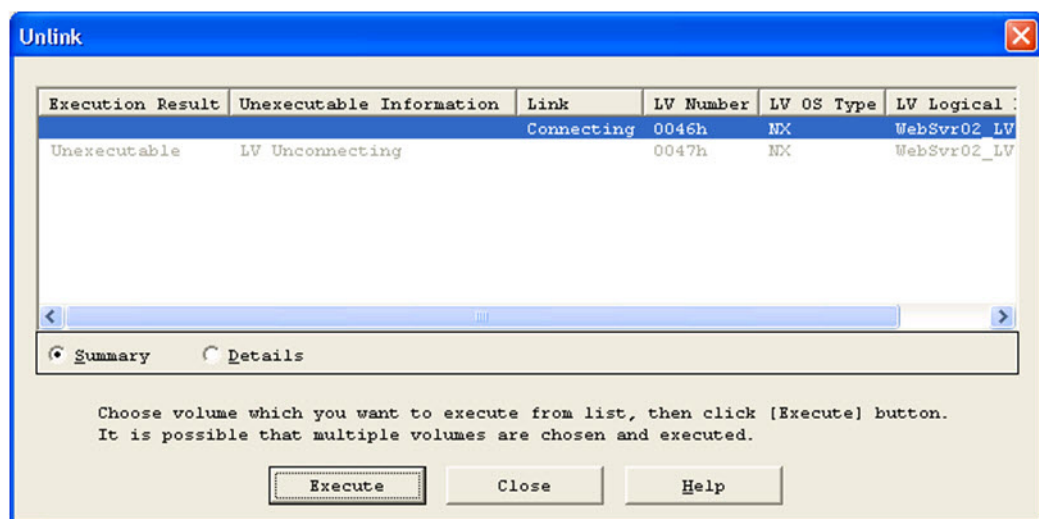 Unlink
Execution Result Unexecutable Information Link LV Number LV OS Type LV Logical
Connecting 0046h NX WebSvr02_LV
Unexecutable LV Unconnecting 0047h NX WebSvr02_LV
Summary Details
Choose volume which you want to execute from list, then click [Execute] button.
It is possible that multiple volumes are chosen and executed.
Execute Close Help